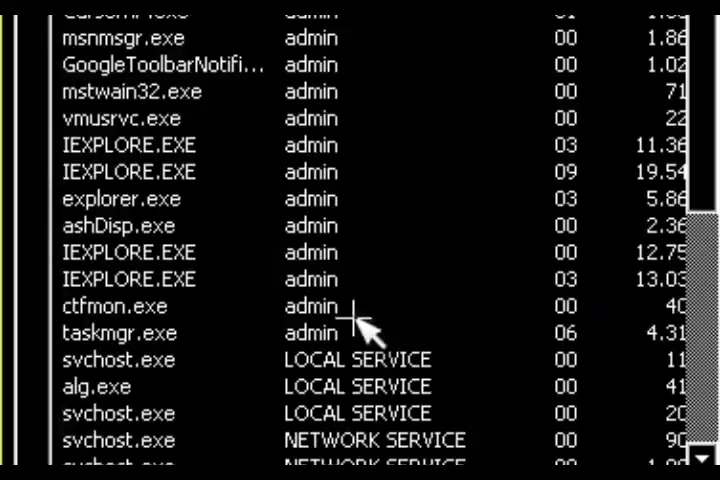 msnmsgr.exe admin 00 1.86
GoogleToolbarNotifi... admin 00 1.02
mstwain32.exe admin 00 71
vmusrvc.exe admin 00 22
IEXPLORE.EXE admin 03 11.36
IEXPLORE.EXE admin 09 19.54
explorer.exe admin 03 5.86
ashDisp.exe admin 00 2.36
IEXPLORE.EXE admin 00 12.75
IEXPLORE.EXE admin 03 13.03
ctfmon.exe admin 00 40
taskmgr.exe admin 06 4.31
svchost.exe LOCAL SERVICE 00 11
alg.exe LOCAL SERVICE 00 41
svchost.exe LOCAL SERVICE 00 20
svchost.exe NETWORK SERVICE 00 90